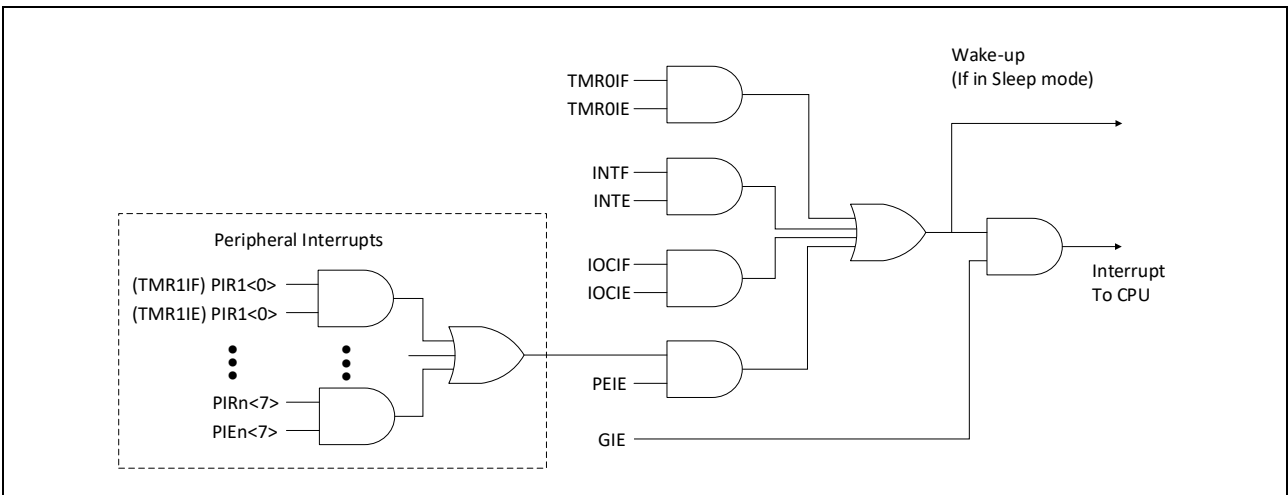 Wake-up
(If in Sleep mode)
TMR0IF
TMR0IE
INTF
INTE
Peripheral Interrupts
IOCIF
IOCIE
Interrupt
To CPU
(TMR1IF) PIR1<0>
(TMR1IE) PIR1<0>
PEIE
PIRn<7>
PIEn<7>
GIE